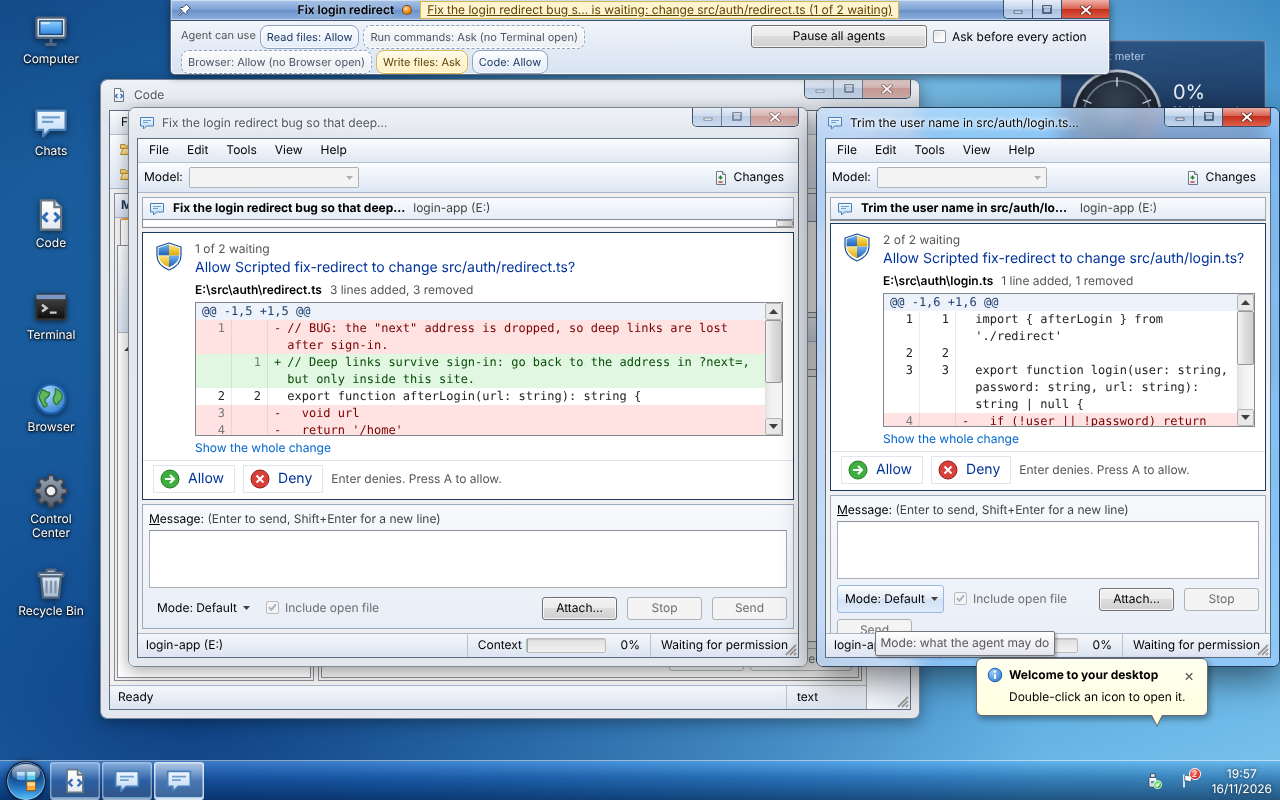 Fix login redirect
Fix the login redirect bug s... is waiting: change src/auth/redirect.ts (1 of 2 waiting)
Agent can use
Read files: Allow
Run commands: Ask (no Terminal open)
Browser: Allow (no Browser open)
Write files: Ask
Code: Allow
Pause all agents
Ask before every action
meter
0%
Computer
Chats
Code
Terminal
Browser
Control Center
Recycle Bin
Code
Fix the login redirect bug so that deep...
File Edit Tools View Help
Model:
Changes
Fix the login redirect bug so that deep... login-app (E:)
1 of 2 waiting
Allow Scripted fix-redirect to change src/auth/redirect.ts?
E:\src\auth\redirect.ts 3 lines added, 3 removed
@@ -1,5 +1,5 @@
1 - // BUG: the "next" address is dropped, so deep links are lost
after sign-in.
1 + // Deep links survive sign-in: go back to the address in ?next=,
but only inside this site.
2 2 export function afterLogin(url: string): string {
3 - void url
4 - return '/home'
Show the whole change
Allow
Deny
Enter denies. Press A to allow.
Message: (Enter to send, Shift+Enter for a new line)
Mode: Default
Include open file
Attach...
Stop
Send
login-app (E:)
Context
0%
Waiting for permission
Ready
text
Trim the user name in src/auth/login.ts...
File Edit Tools View Help
Model:
Changes
Trim the user name in src/auth/lo... login-app (E:)
2 of 2 waiting
Allow Scripted fix-redirect to change src/auth/login.ts?
E:\src\auth\login.ts 1 line added, 1 removed
@@ -1,6 +1,6 @@
1 1 import { afterLogin } from
'./redirect'
2 2
3 3 export function login(user: string,
password: string, url: string):
string | null {
4 - if (!user || !password) return
Show the whole change
Allow
Deny
Enter denies. Press A to allow.
Message: (Enter to send, Shift+Enter for a new line)
Mode: Default
Include open file
Attach...
Stop
Send
Mode: what the agent may do
0%
Waiting for permission
Welcome to your desktop
Double-click an icon to open it.
2
19:57
16/11/2026